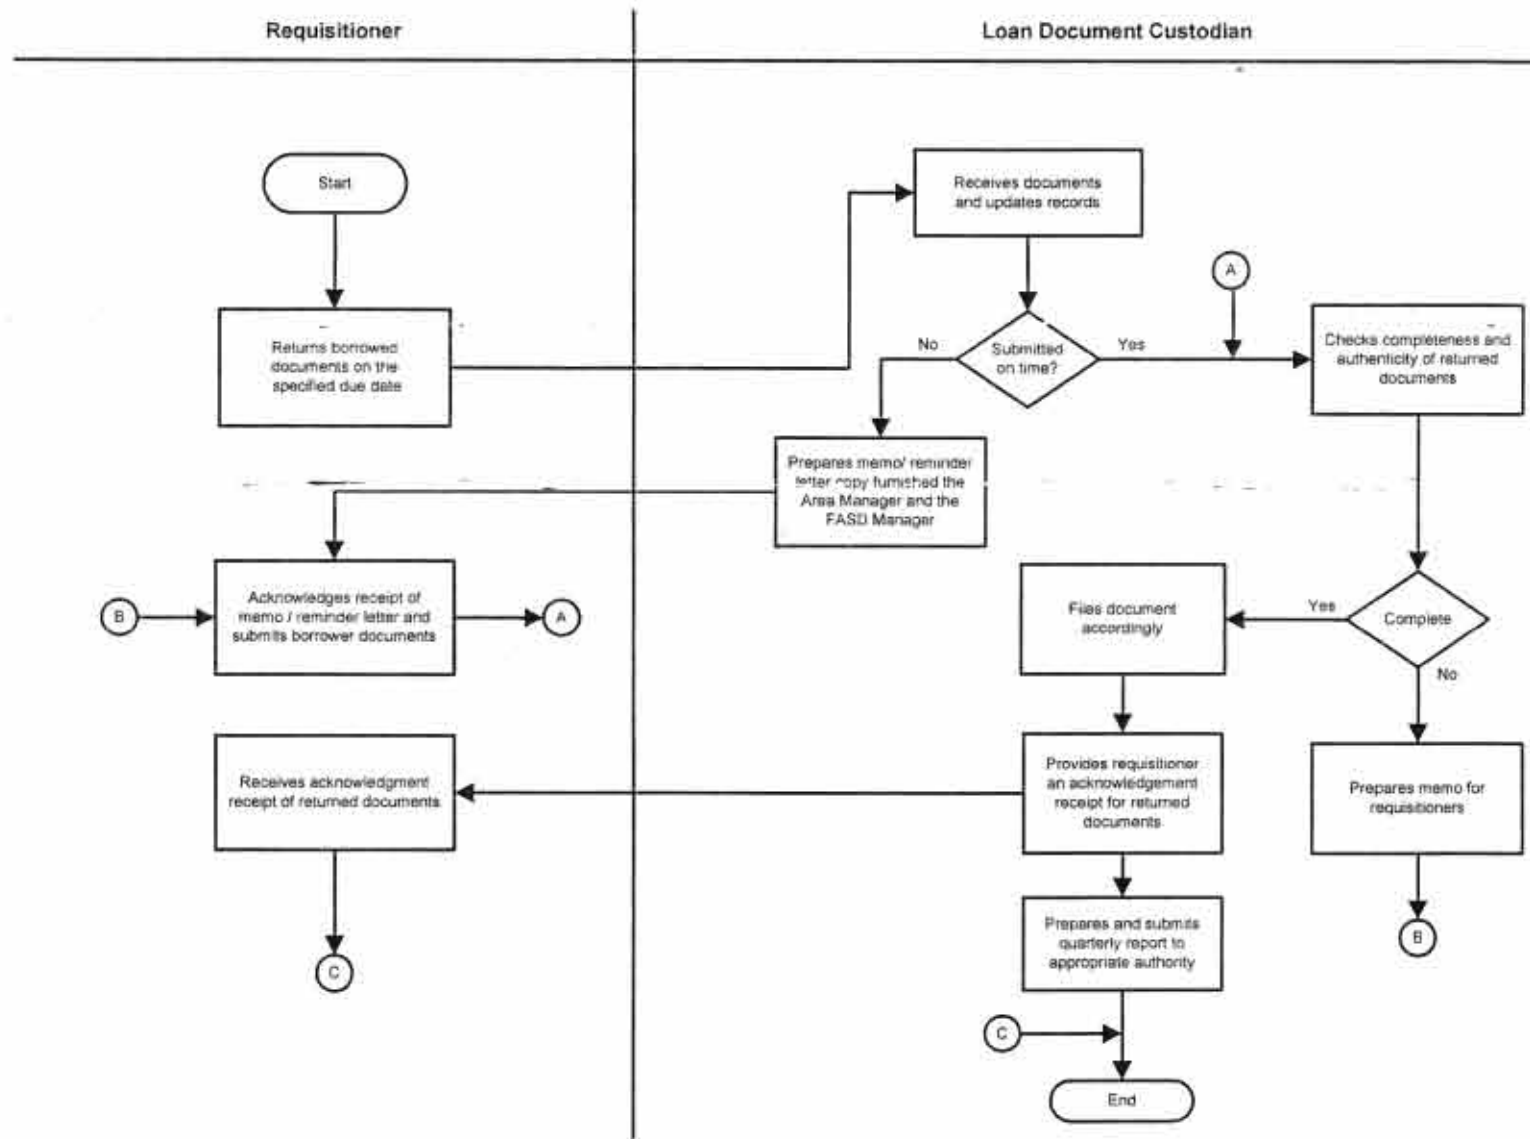 Requisitioner
Loan Document Custodian
Start
Returns borrowed
documents on the
specified due date
Receives documents
and updates records
A
Submitted
on time?
No
Yes
Checks completeness and
authenticity of returned
documents
Prepares memo/ reminder
letter copy furnished the
Area Manager and the
FASD Manager
B
Acknowledges receipt of
memo / reminder letter and
submits borrower documents
A
Files document
accordingly
Yes
Complete
No
Receives acknowledgment
receipt of returned documents
Provides requisitioner
an acknowledgement
receipt for returned
documents
Prepares memo for
requisitioners
C
Prepares and submits
quarterly report to
appropriate authority
B
C
End